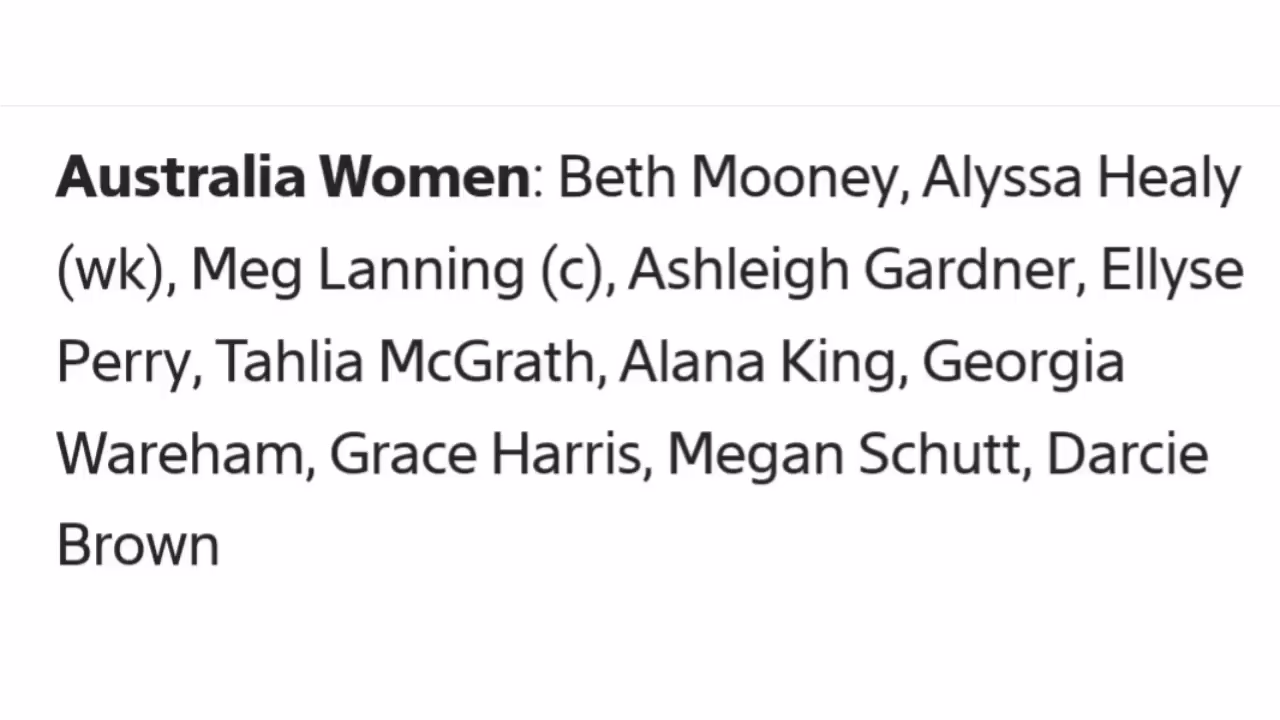 Australia Women: Beth Mooney, Alyssa Healy
(wk), Meg Lanning (c), Ashleigh Gardner, Ellyse
Perry, Tahlia McGrath, Alana King, Georgia
Wareham, Grace Harris, Megan Schutt, Darcie
Brown